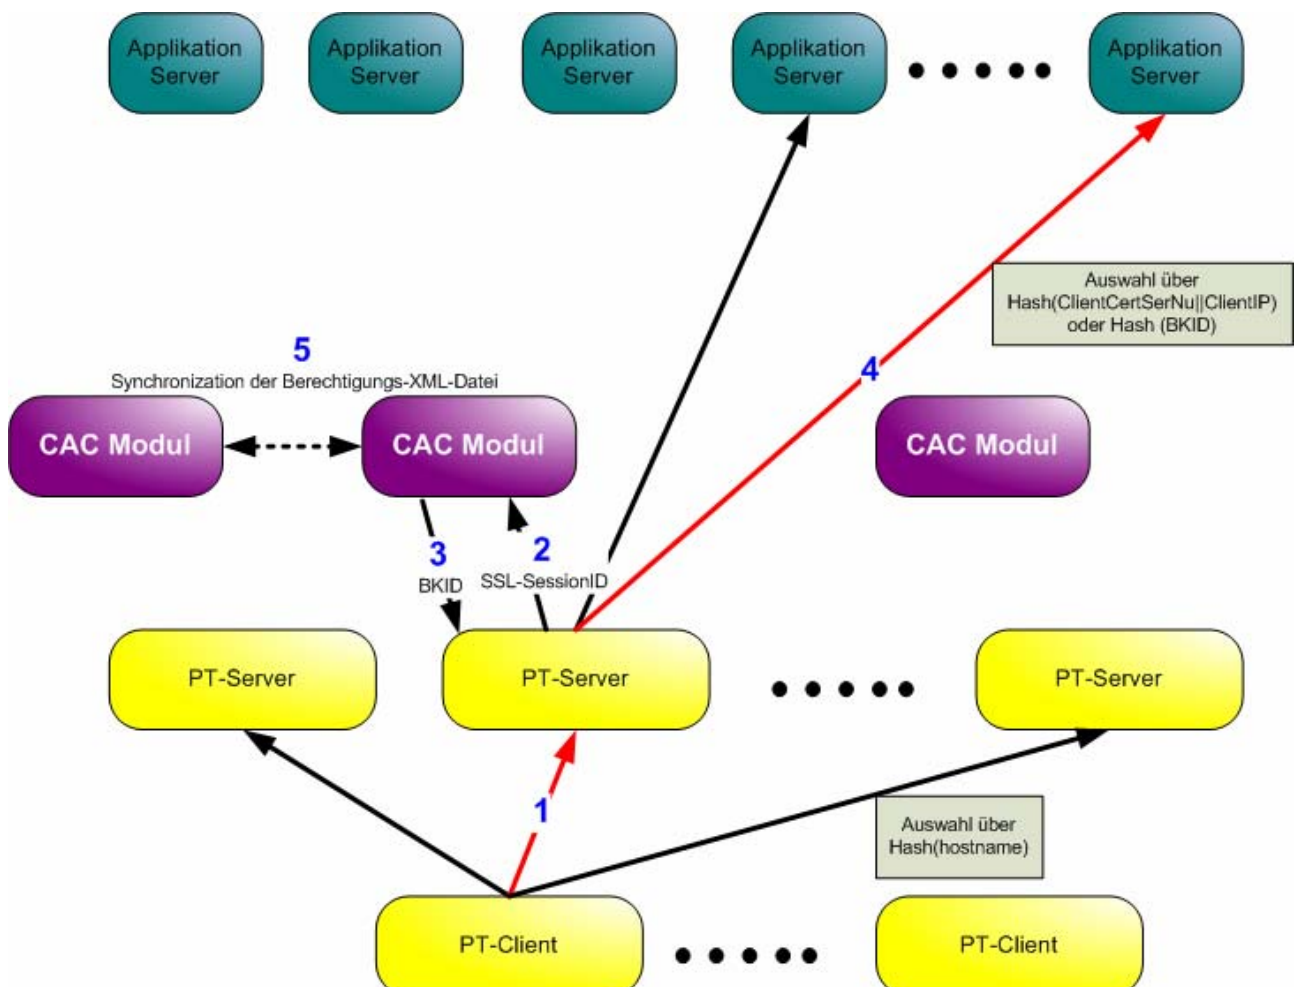 Applikation
Server
Applikation
Server
Applikation
Server
Applikation
Server
Applikation
Server
Auswahl über
Hash(ClientCertSerNu||ClientIP)
oder Hash (BKID)
5
Synchronization der Berechtigungs-XML-Datei
4
CAC Modul
CAC Modul
CAC Modul
3
BKID
2
SSL-SessionID
PT-Server
PT-Server
PT-Server
1
Auswahl über
Hash(hostname)
PT-Client
PT-Client